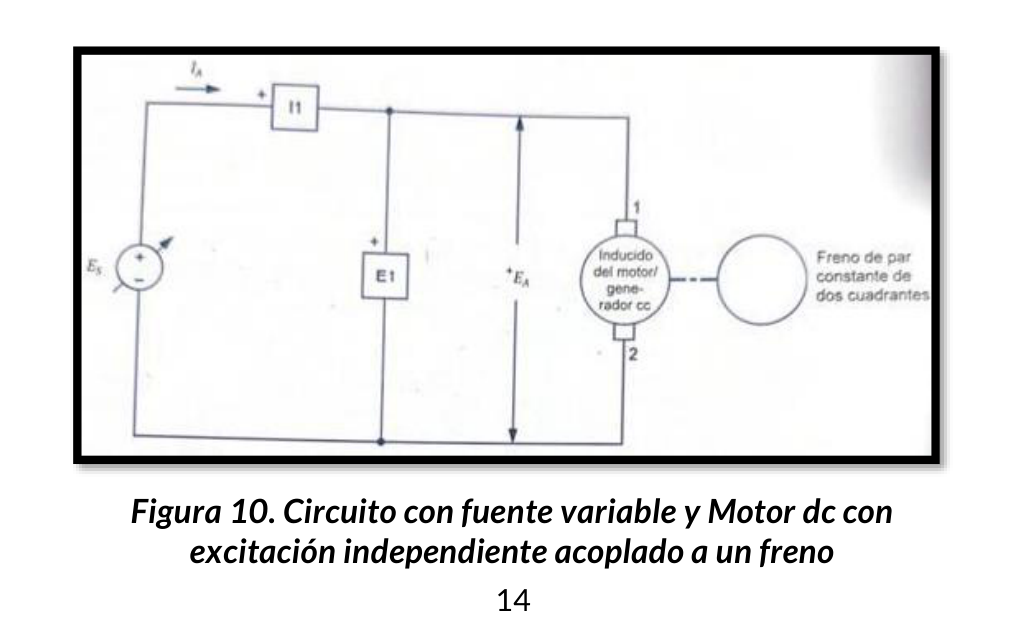 I_A
+
I1
1
+
E1
+
−
E_S
+E_A
Inducido
del motor/
gene-
rador cc
2
Freno de par
constante de
dos cuadrantes
Figura 10. Circuito con fuente variable y Motor dc con
excitación independiente acoplado a un freno
14